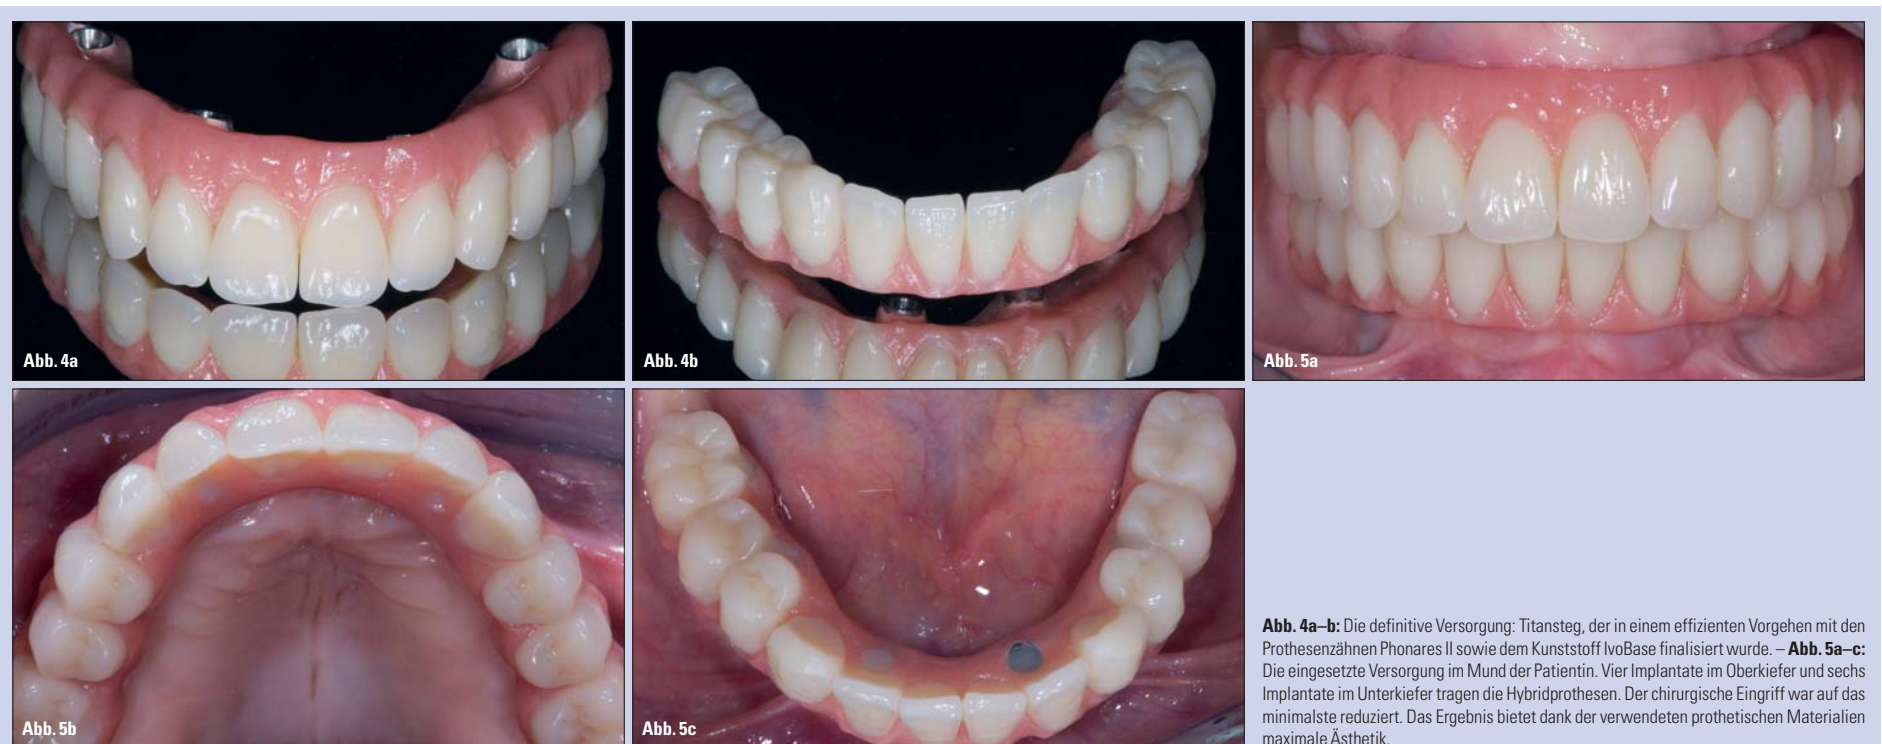 Abb. 4a
Abb. 4b
Abb. 5a
Abb. 5b
Abb. 5c
Abb. 4a–b: Die definitive Versorgung: Titansteg, der in einem effizienten Vorgehen mit den
Prothesenzähnen Phonares II sowie dem Kunststoff IvoBase finalisiert wurde. – Abb. 5a–c:
Die eingesetzte Versorgung im Mund der Patientin. Vier Implantate im Oberkiefer und sechs
Implantate im Unterkiefer tragen die Hybridprothesen. Der chirurgische Eingriff war auf das
minimalste reduziert. Das Ergebnis bietet dank der verwendeten prothetischen Materialien
maximale Ästhetik.